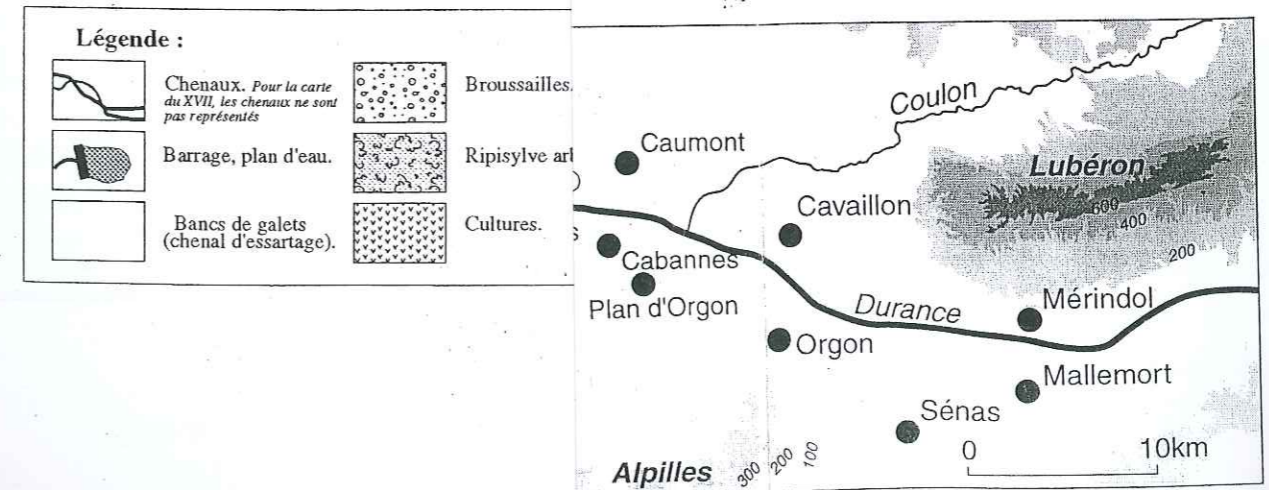 Légende :
Chenaux. Pour la carte
du XVII, les chenaux ne sont
pas représentés
Barrage, plan d'eau.
Bancs de galets
(chenal d'essartage).
Broussailles.
Ripisylve
Cultures.
Coulon
Caumont
Lubéron
600
400
200
Cavaillon
Cabannes
Plan d'Orgon
Durance
Mérindol
Orgon
Mallemort
Sénas
0 10km
Alpilles
300 200 100